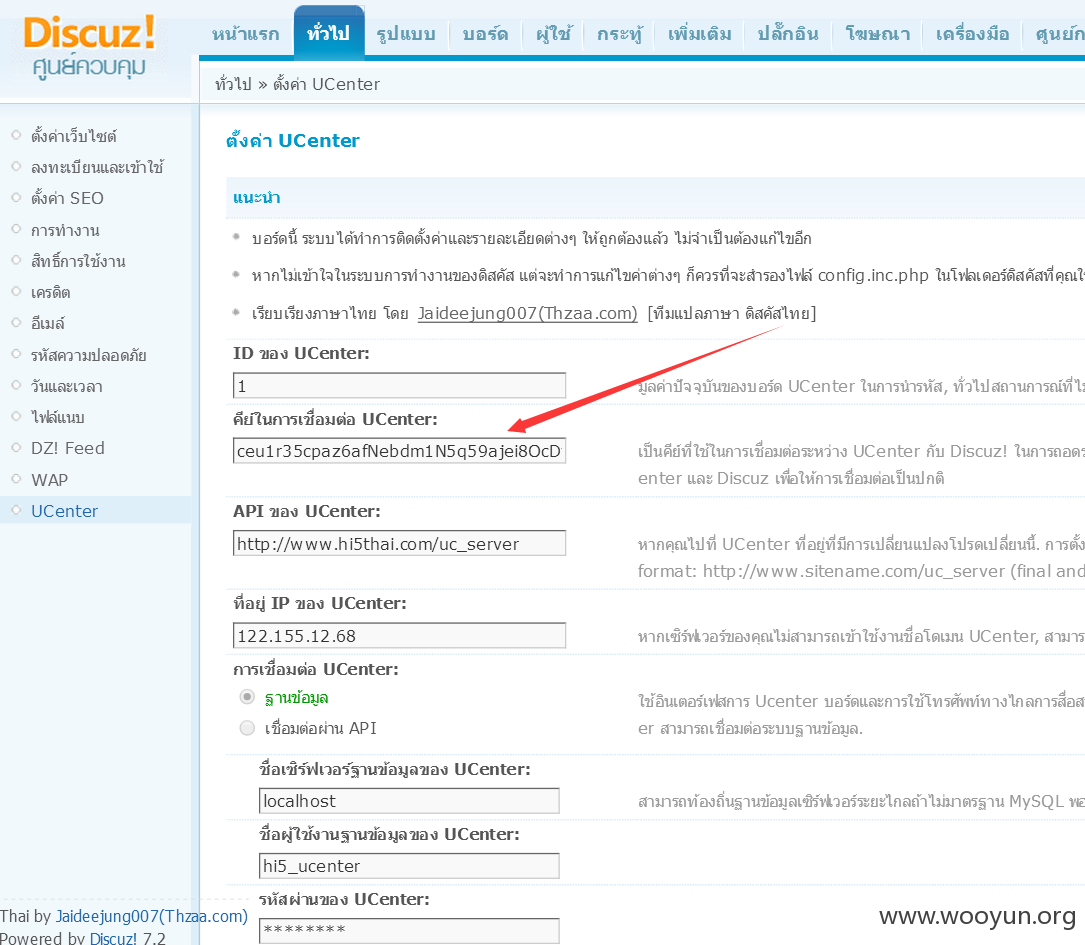 Discuz!
ศูนย์ควบคุม
หน้าแรก ทั่วไป รูปแบบ บอร์ด ผู้ใช้ กระทู้ เพิ่มเติม ปลั๊กอิน โฆษณา เครื่องมือ ศูนย์ก
ทั่วไป » ตั้งค่า UCenter
ตั้งค่าเว็บไซต์
ลงทะเบียนและเข้าใช้
ตั้งค่า SEO
การทำงาน
สิทธิ์การใช้งาน
เครดิต
อีเมล์
รหัสความปลอดภัย
วันและเวลา
ไฟล์แนบ
DZ! Feed
WAP
UCenter
ตั้งค่า UCenter
แนะนำ
บอร์ดนี้ ระบบได้ทำการติดตั้งค่าและรายละเอียดต่างๆ ให้ถูกต้องแล้ว ไม่จำเป็นต้องแก้ไขอีก
หากไม่เข้าใจในระบบการทำงานของดิสคัส แต่จะทำการแก้ไขค่าต่างๆ ก็ควรที่จะสำรองไฟล์ config.inc.php ในโฟลเดอร์ดิสคัสที่คุณใ
เรียบเรียงภาษาไทย โดย Jaideejung007(Thzaa.com) [ทีมแปลภาษา ดิสคัสไทย]
ID ของ UCenter:
1
มูลค่าปัจจุบันของบอร์ด UCenter ในการนำรหัส, ทั่วไปสถานการณ์ที่ไ
คีย์ในการเชื่อมต่อ UCenter:
ceu1r35cpaz6afNebdm1N5q59ajei8OcD
เป็นคีย์ที่ใช้ในการเชื่อมต่อระหว่าง UCenter กับ Discuz! ในการถอดร
enter และ Discuz เพื่อให้การเชื่อมต่อเป็นปกติ
API ของ UCenter:
http://www.hi5thai.com/uc_server
หากคุณไปที่ UCenter ที่อยู่ที่มีการเปลี่ยนแปลงโปรดเปลี่ยนนี้. การตั้ง
format: http://www.sitename.com/uc_server (final and
ที่อยู่ IP ของ UCenter:
122.155.12.68
หากเซิร์ฟเวอร์ของคุณไม่สามารถเข้าใช้งานชื่อโดเมน UCenter, สามาร
การเชื่อมต่อ UCenter:
ฐานข้อมูล
เชื่อมต่อผ่าน API
ใช้อินเตอร์เฟสการ Ucenter บอร์ดและการใช้โทรศัพท์ทางไกลการสื่อส
er สามารถเชื่อมต่อระบบฐานข้อมูล.
ชื่อเซิร์ฟเวอร์ฐานข้อมูลของ UCenter:
localhost
สามารถท้องถิ่นฐานข้อมูลเซิร์ฟเวอร์ระยะไกลถ้าไม่มาตรฐาน MySQL พอ
ชื่อผู้ใช้งานฐานข้อมูลของ UCenter:
hi5_ucenter
รหัสผ่านของ UCenter:
********
Thai by Jaideejung007(Thzaa.com)
Powered by Discuz! 7.2
www.wooyun.org